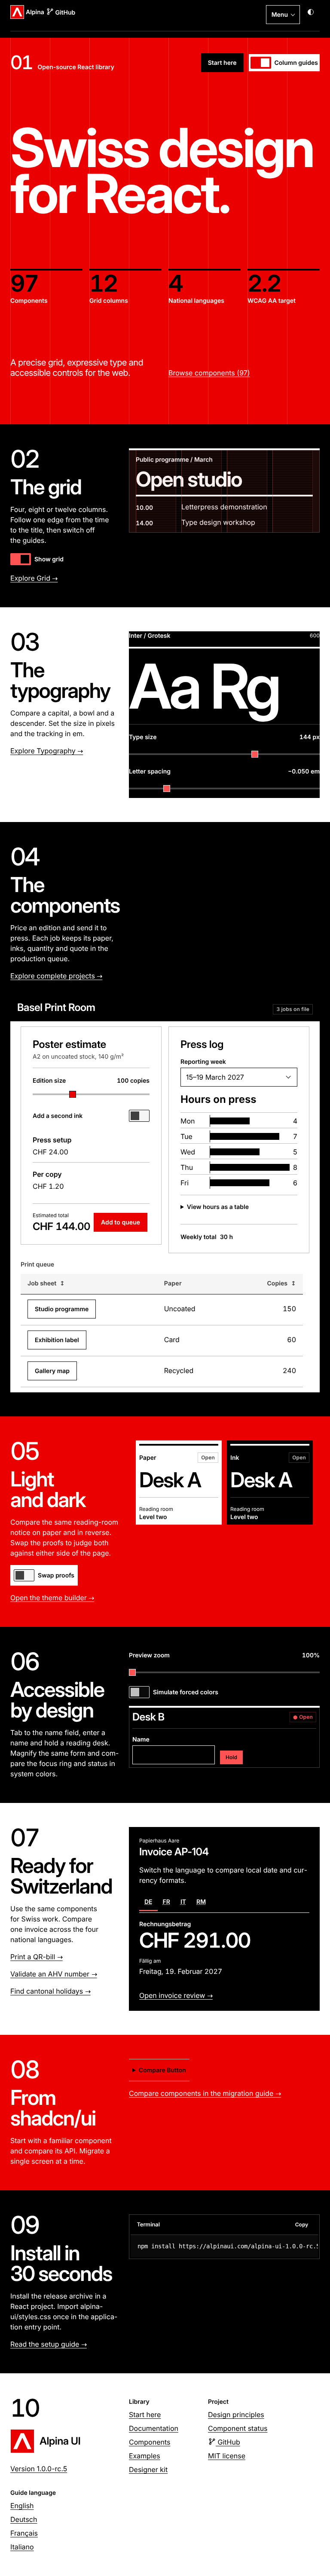 Alpina GitHub Menu
01 Open-source React library Start here Column guides
Swiss design
for React.
97 12 4 2.2
Components Grid columns National languages WCAG AA target
A precise grid, expressive type and
accessible controls for the web.
Browse components (97)
02
The grid
Four, eight or twelve columns.
Follow one edge from the time
to the title, then switch off
the guides.
Show grid
Explore Grid →
Public programme / March
Open studio
10.00 Letterpress demonstration
14.00 Type design workshop
03
The
typography
Compare a capital, a bowl and a
descender. Set the size in pixels
and the tracking in em.
Explore Typography →
Inter / Grotesk 600
Aa Rg
Type size 144 px
Letter spacing −0.050 em
04
The
components
Price an edition and send it to
press. Each job keeps its paper,
inks, quantity and quote in the
production queue.
Explore complete projects →
Basel Print Room 3 jobs on file
Poster estimate
A2 on uncoated stock, 140 g/m²
Edition size 100 copies
Add a second ink
Press setup
CHF 24.00
Per copy
CHF 1.20
Estimated total
CHF 144.00 Add to queue
Press log
Reporting week
15–19 March 2027
Hours on press
Mon 4
Tue 7
Wed 5
Thu 8
Fri 6
View hours as a table
Weekly total 30 h
Print queue
Job sheet Paper Copies
Studio programme Uncoated 150
Exhibition label Card 60
Gallery map Recycled 240
05
Light
and dark
Compare the same reading-room
notice on paper and in reverse.
Swap the proofs to judge both
against either side of the page.
Swap proofs
Open the theme builder →
Paper Open
Desk A
Reading room
Level two
Ink Open
Desk A
Reading room
Level two
06
Accessible
by design
Tab to the name field, enter a
name and hold a reading desk.
Magnify the same form and com-
pare the focus ring and status in
system colors.
Preview zoom 100%
Simulate forced colors
Desk B Open
Name
Hold
07
Ready for
Switzerland
Use the same components
for Swiss work. Compare
one invoice across the four
national languages.
Print a QR-bill →
Validate an AHV number →
Find cantonal holidays →
Papierhaus Aare
Invoice AP-104
Switch the language to compare local date and cur-
rency formats.
DE FR IT RM
Rechnungsbetrag
CHF 291.00
Fällig am
Freitag, 19. Februar 2027
Open invoice review →
08
From
shadcn/ui
Start with a familiar component
and compare its API. Migrate a
single screen at a time.
Compare Button
Compare components in the migration guide →
09
Install in
30 seconds
Install the release archive in a
React project. Import alpina-
ui/styles.css once in the applica-
tion entry point.
Read the setup guide →
Terminal Copy
npm install https://alpinaui.com/alpina-ui-1.0.0-rc.5
10
Alpina UI
Version 1.0.0-rc.5
Library
Start here
Documentation
Components
Examples
Designer kit
Project
Design principles
Component status
GitHub
MIT license
Guide language
English
Deutsch
Français
Italiano